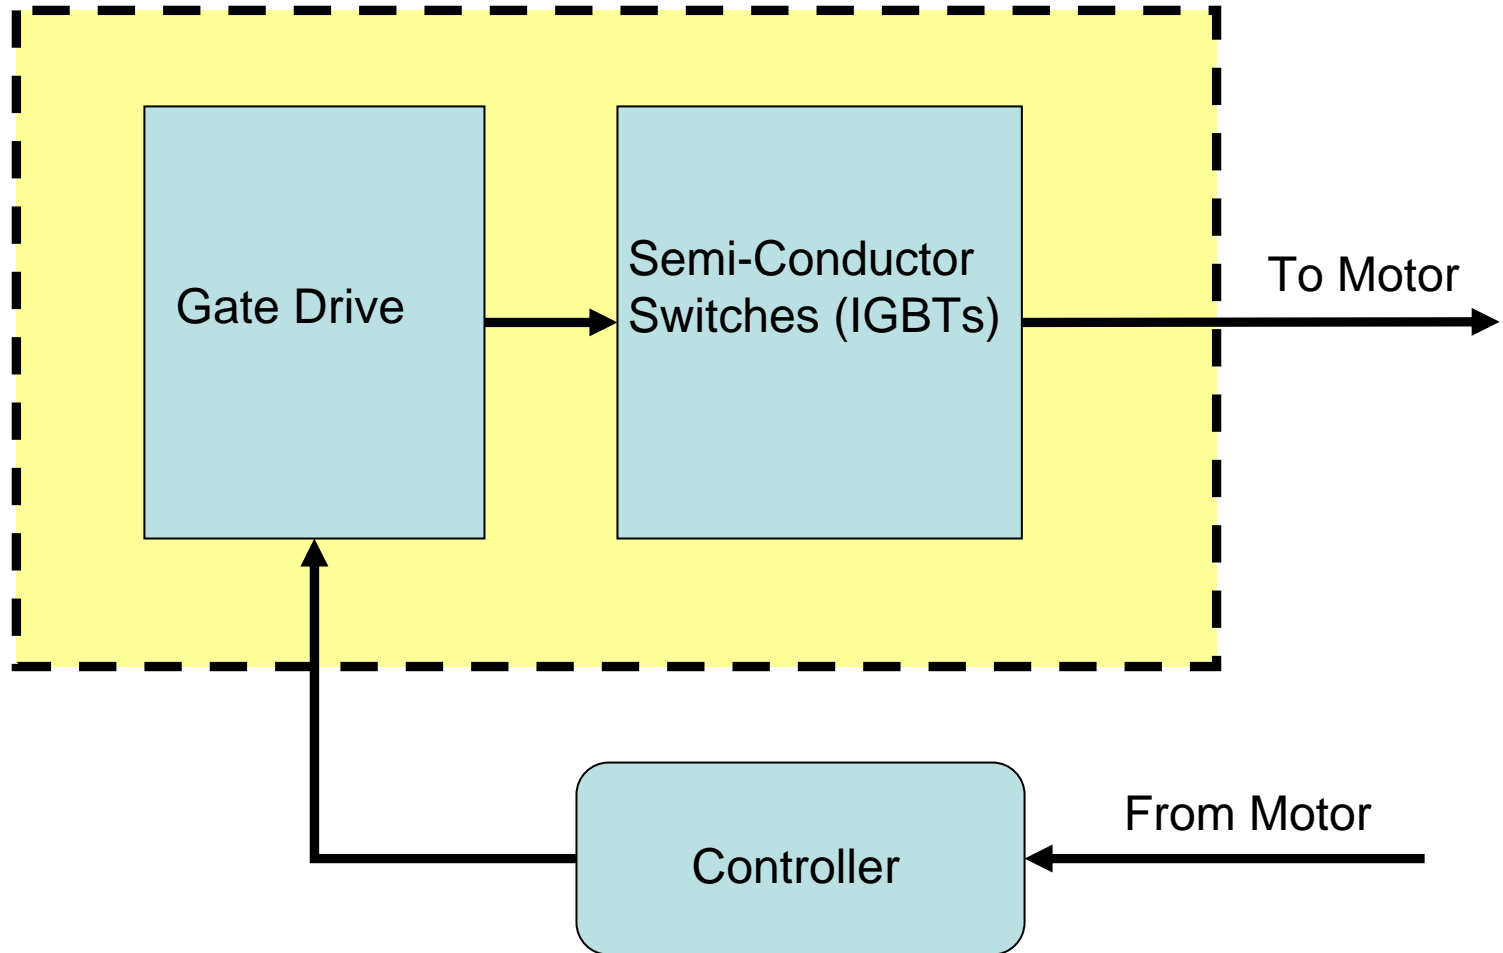 Gate Drive
Semi-Conductor
Switches (IGBTs)
To Motor
From Motor
Controller